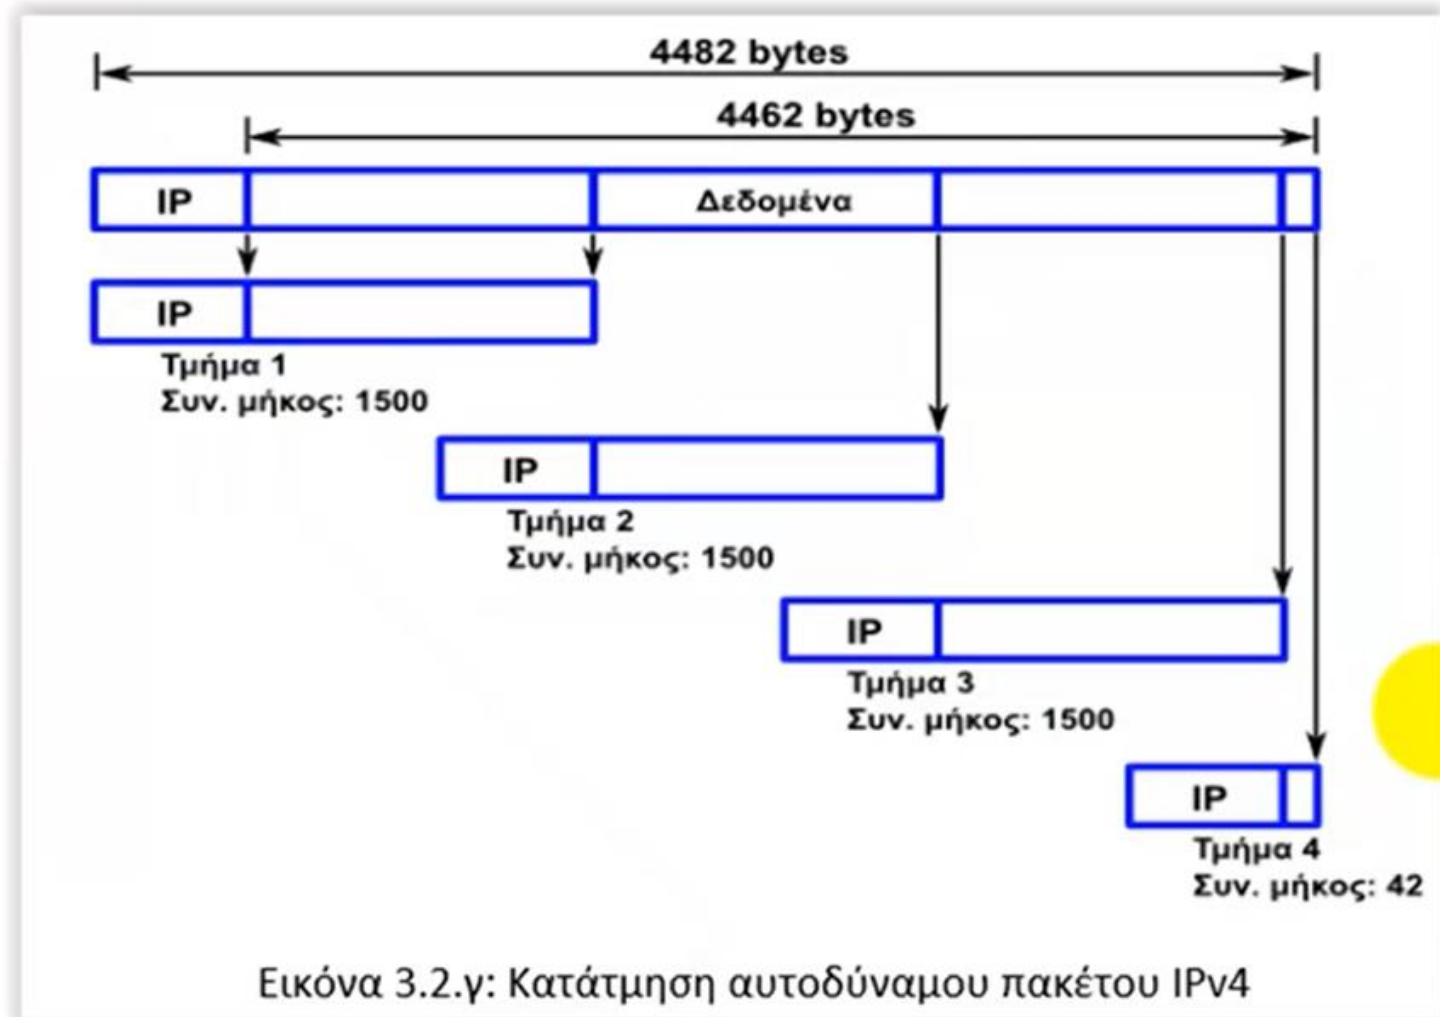 4482 bytes
4462 bytes
IP Δεδομένα
IP
Τμήμα 1
Συν. μήκος: 1500
IP
Τμήμα 2
Συν. μήκος: 1500
IP
Τμήμα 3
Συν. μήκος: 1500
IP
Τμήμα 4
Συν. μήκος: 42
Εικόνα 3.2.γ: Κατάτμηση αυτοδύναμου πακέτου IPv4